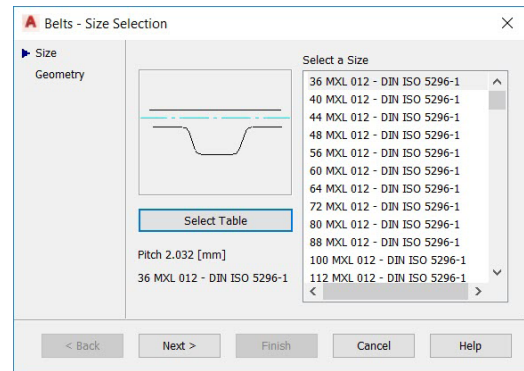 A Belts - Size Selection
Size
Geometry
Select Table
Pitch 2.032 [mm]
36 MXL 012 - DIN ISO 5296-1
Select a Size
36 MXL 012 - DIN ISO 5296-1
40 MXL 012 - DIN ISO 5296-1
44 MXL 012 - DIN ISO 5296-1
48 MXL 012 - DIN ISO 5296-1
56 MXL 012 - DIN ISO 5296-1
60 MXL 012 - DIN ISO 5296-1
64 MXL 012 - DIN ISO 5296-1
72 MXL 012 - DIN ISO 5296-1
80 MXL 012 - DIN ISO 5296-1
88 MXL 012 - DIN ISO 5296-1
100 MXL 012 - DIN ISO 5296-1
112 MXL 012 - DIN ISO 5296-1
< Back
Next >
Finish
Cancel
Help